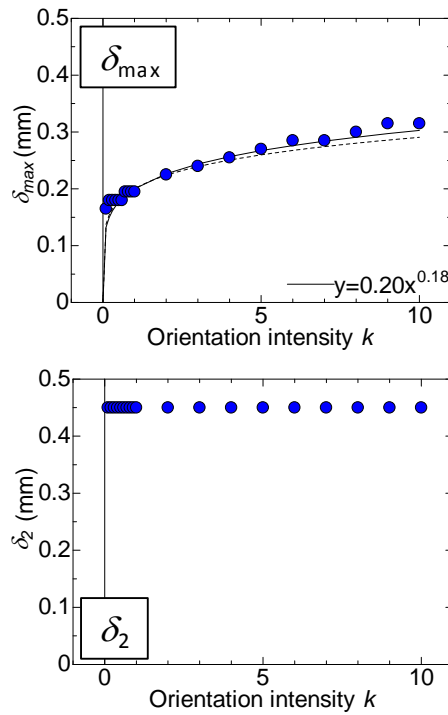 0.5
δmax
0.4
0.3
0.2
0.1
0
δmax (mm)
y=0.20x^0.18
0 5 10
Orientation intensity k
0.5
0.4
0.3
0.2
0.1
0
δ2 (mm)
δ2
0 5 10
Orientation intensity k